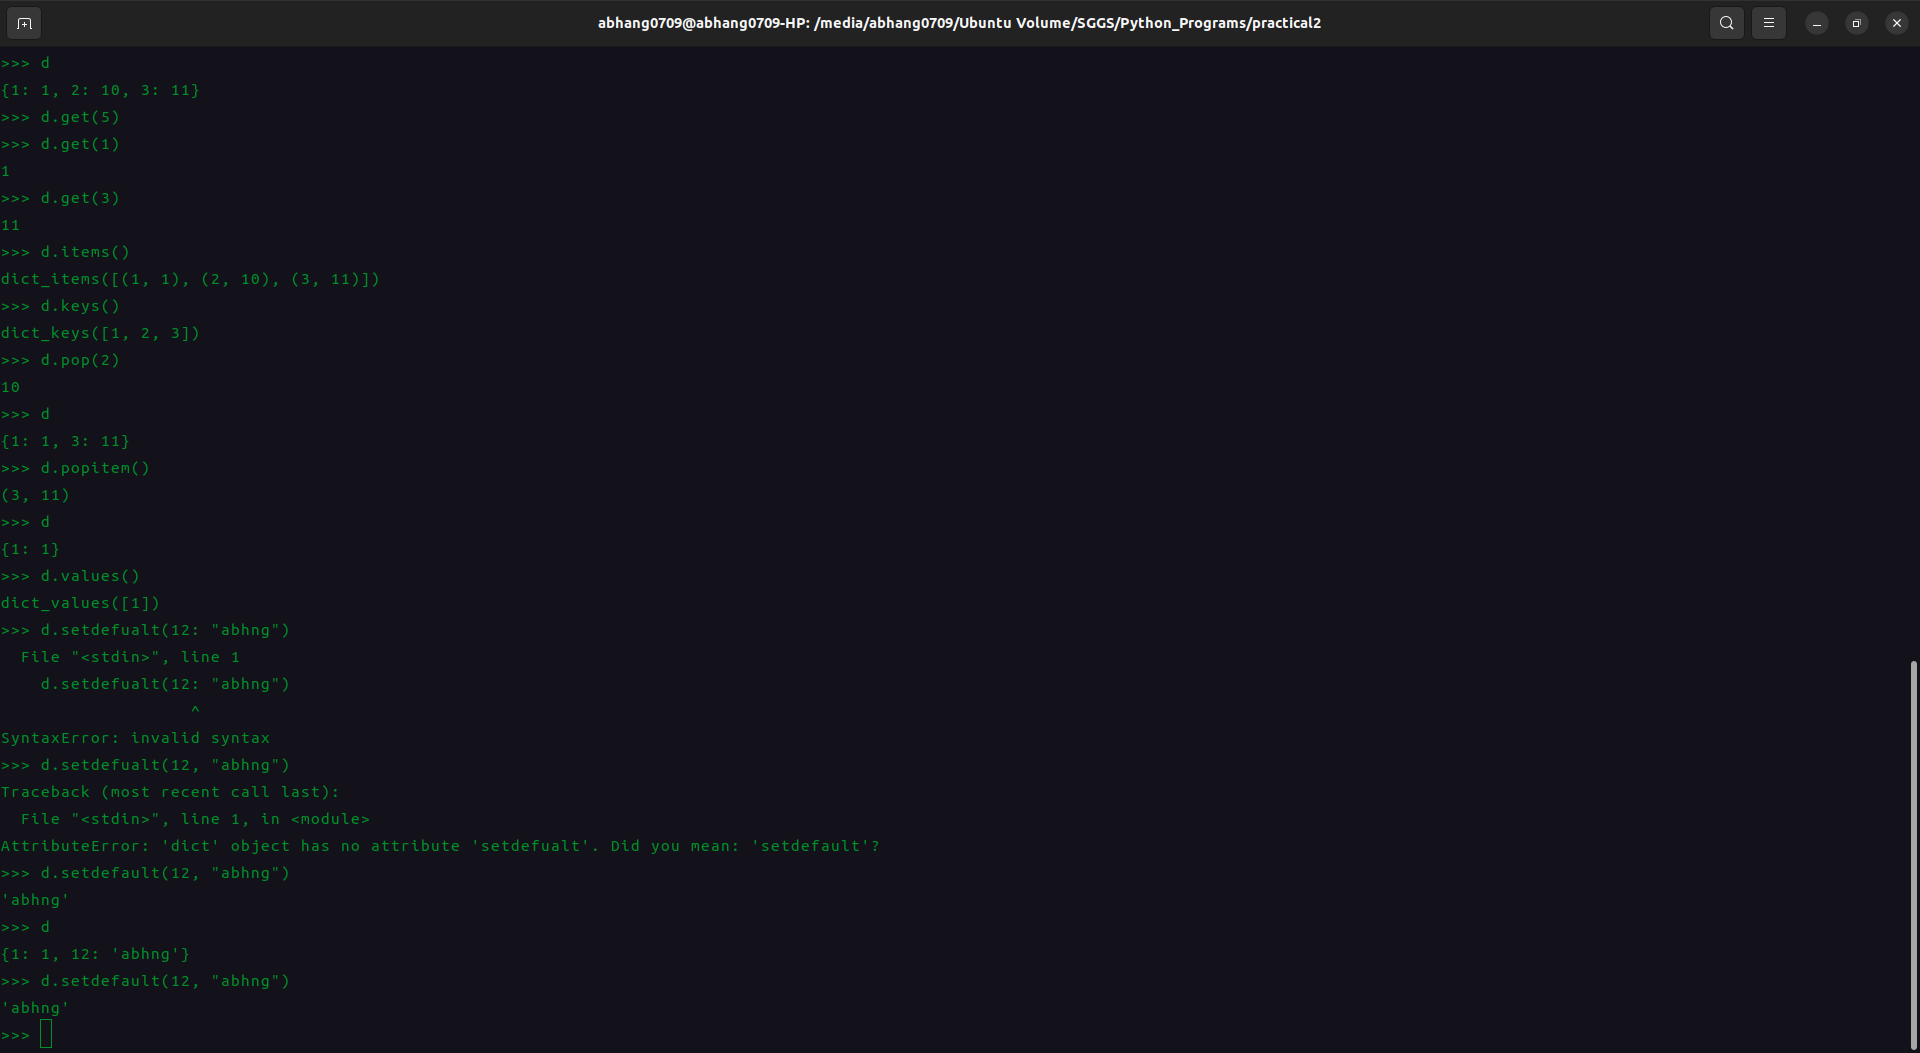 abhang0709@abhang0709-HP: /media/abhang0709/Ubuntu Volume/SGGS/Python_Programs/practical2
>>> d
{1: 1, 2: 10, 3: 11}
>>> d.get(5)
>>> d.get(1)
1
>>> d.get(3)
11
>>> d.items()
dict_items([(1, 1), (2, 10), (3, 11)])
>>> d.keys()
dict_keys([1, 2, 3])
>>> d.pop(2)
10
>>> d
{1: 1, 3: 11}
>>> d.popitem()
(3, 11)
>>> d
{1: 1}
>>> d.values()
dict_values([1])
>>> d.setdefualt(12: "abhng")
  File "<stdin>", line 1
    d.setdefualt(12: "abhng")
                   ^
SyntaxError: invalid syntax
>>> d.setdefualt(12, "abhng")
Traceback (most recent call last):
  File "<stdin>", line 1, in <module>
AttributeError: 'dict' object has no attribute 'setdefualt'. Did you mean: 'setdefault'?
>>> d.setdefault(12, "abhng")
'abhng'
>>> d
{1: 1, 12: 'abhng'}
>>> d.setdefault(12, "abhng")
'abhng'
>>>